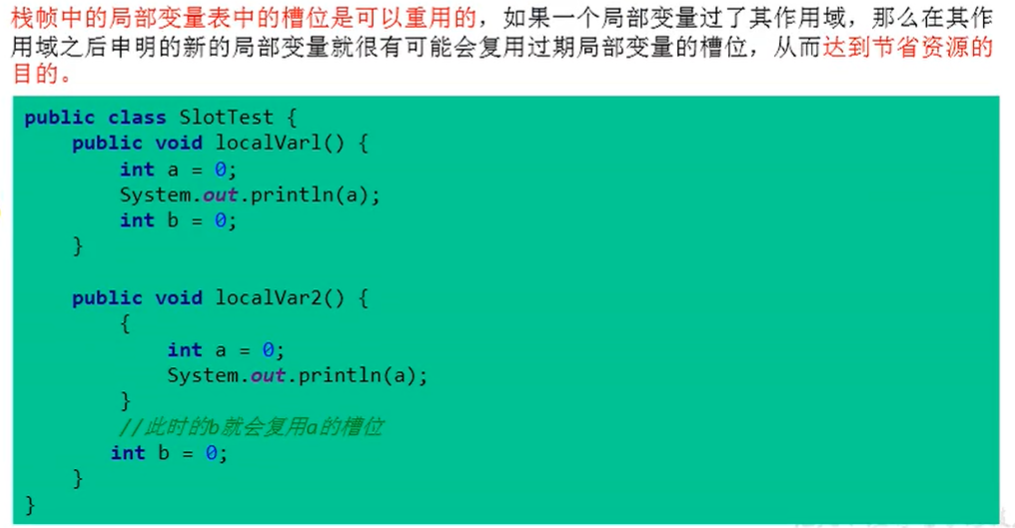 栈帧中的局部变量表中的槽位是可以重用的，如果一个局部变量过了其作用域，那么在其作
用域之后申明的新的局部变量就很有可能会复用过期局部变量的槽位，从而达到节省资源的
目的。
public class SlotTest {
public void localVarl() {
int a = 0;
System.out.println(a);
int b = 0;
}
public void localVar2() {
{
int a = 0;
System.out.println(a);
}
//此时的b就会复用a的槽位
int b = 0;
}
}